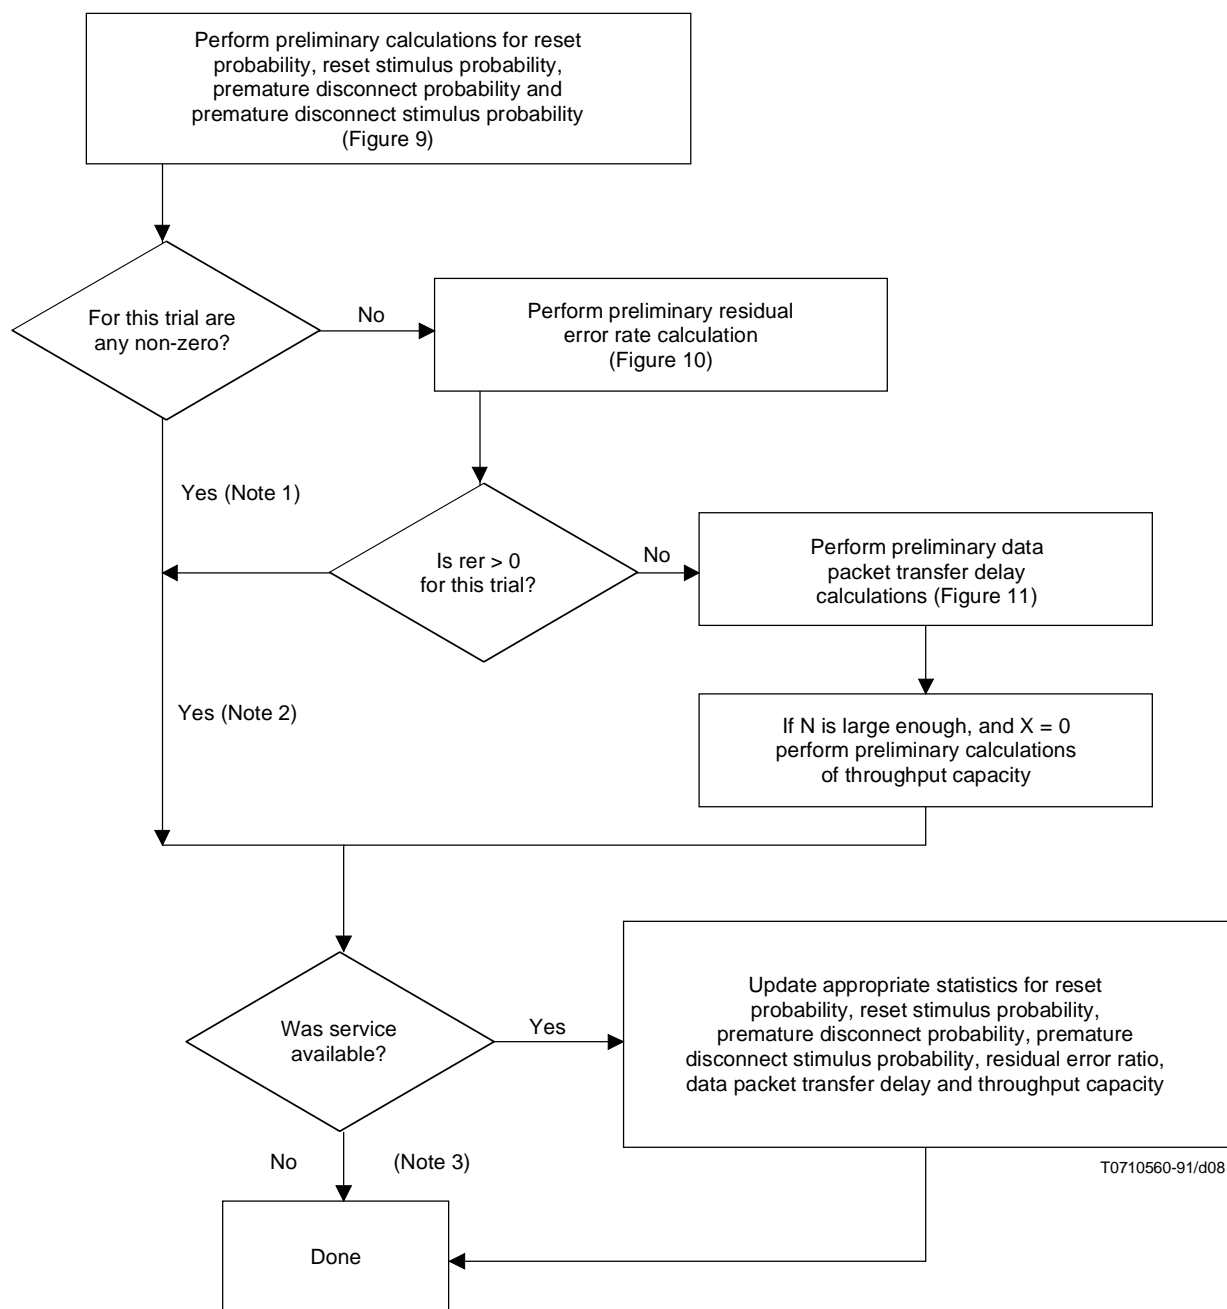 Perform preliminary calculations for reset
probability, reset stimulus probability,
premature disconnect probability and
premature disconnect stimulus probability
(Figure 9)
For this trial are
any non-zero?
No
Perform preliminary residual
error rate calculation
(Figure 10)
Yes (Note 1)
Is rer > 0
for this trial?
No
Perform preliminary data
packet transfer delay
calculations (Figure 11)
Yes (Note 2)
If N is large enough, and X = 0
perform preliminary calculations
of throughput capacity
Was service
available?
Yes
Update appropriate statistics for reset
probability, reset stimulus probability,
premature disconnect probability, premature
disconnect stimulus probability, residual error ratio,
data packet transfer delay and throughput capacity
No
(Note 3)
T0710560-91/d08
Done